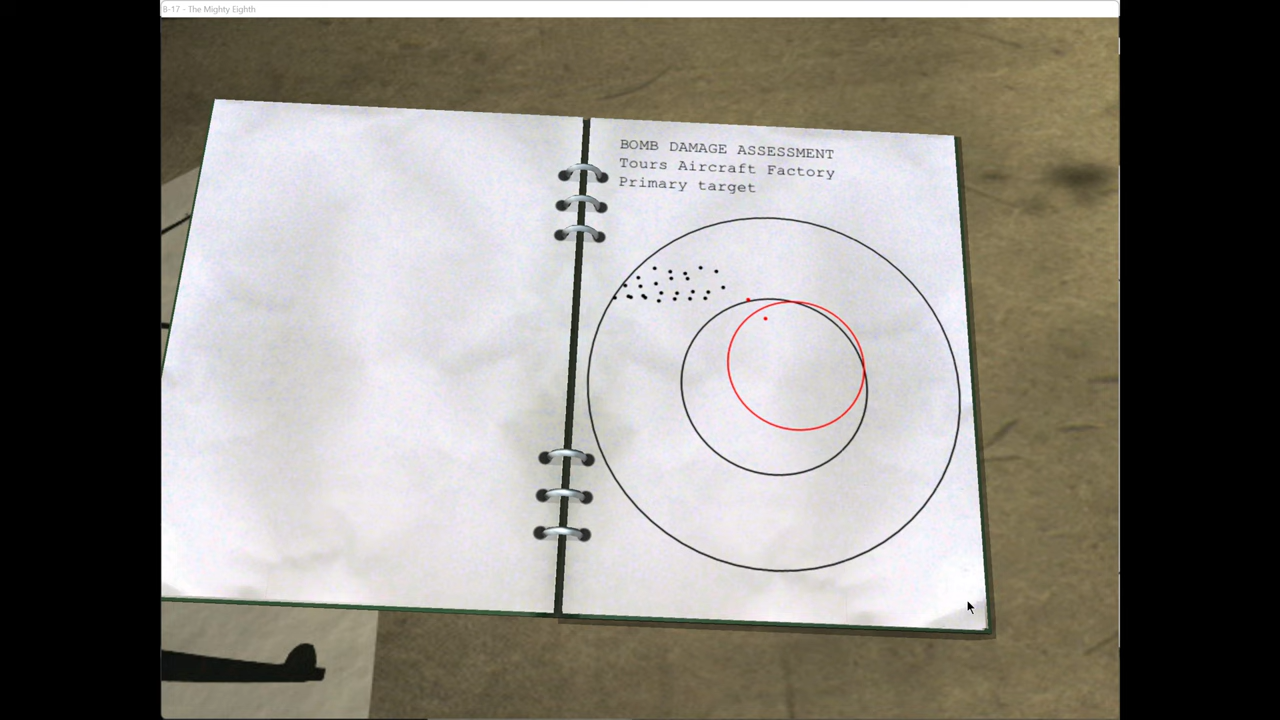 B-17 - The Mighty Eighth
BOMB DAMAGE ASSESSMENT
Tours Aircraft Factory
Primary target